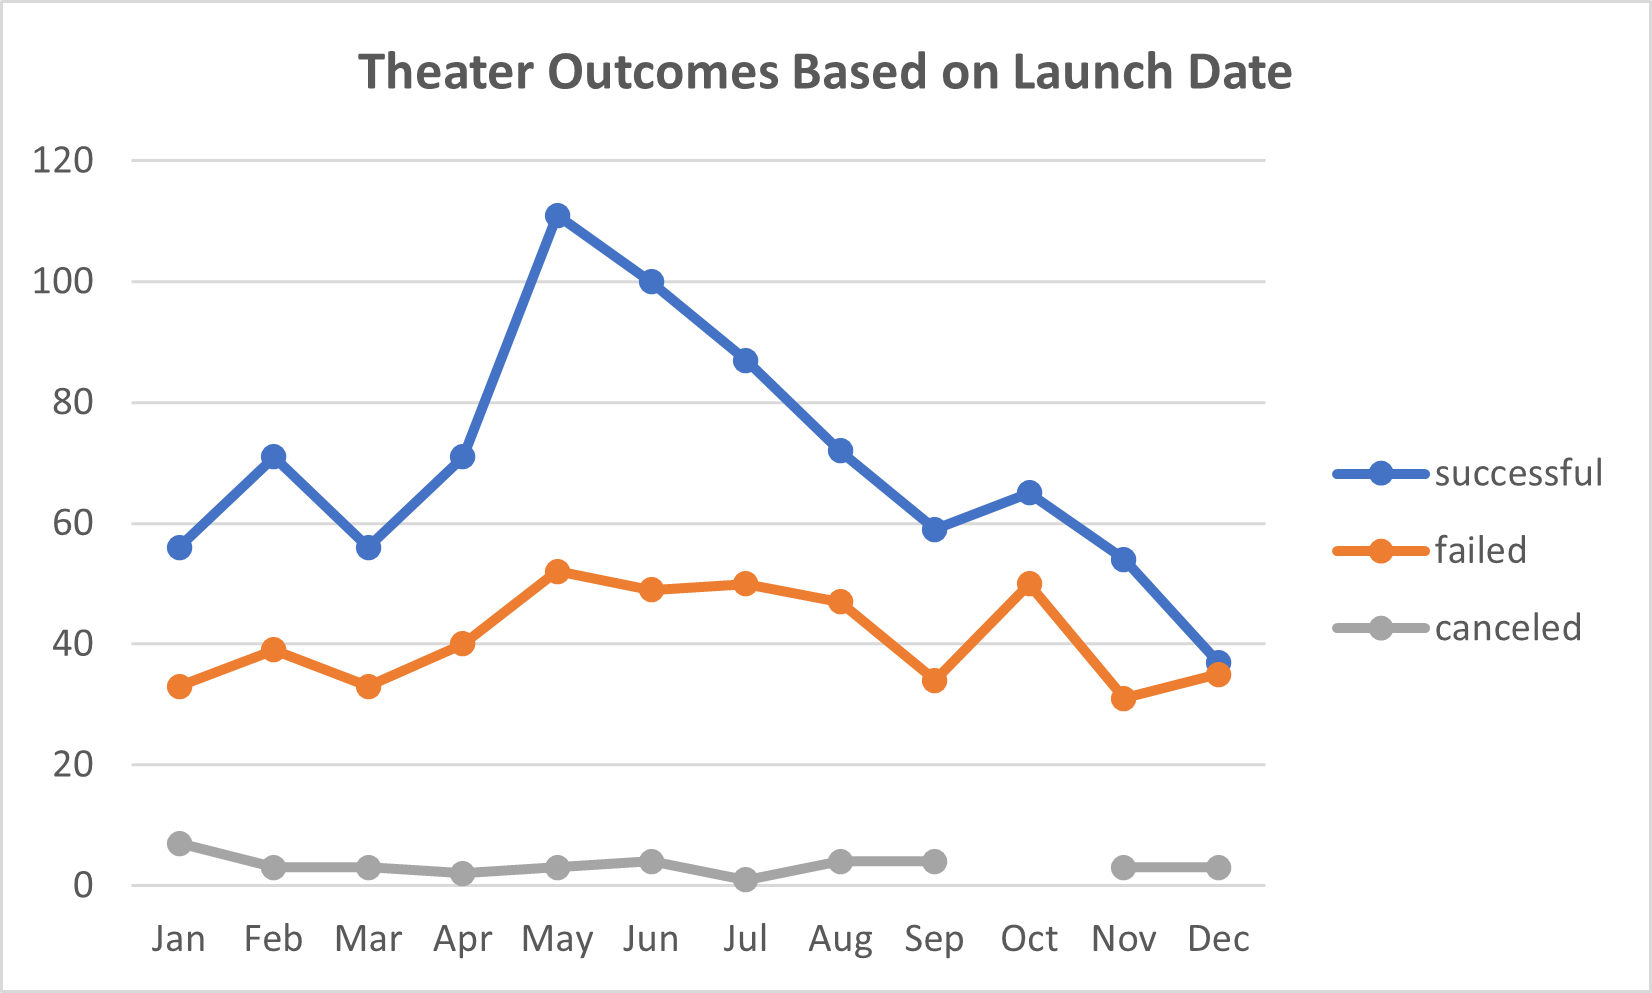 Theater Outcomes Based on Launch Date
120
100
80
60
40
20
0
Jan Feb Mar Apr May Jun Jul Aug Sep Oct Nov Dec
successful
failed
canceled